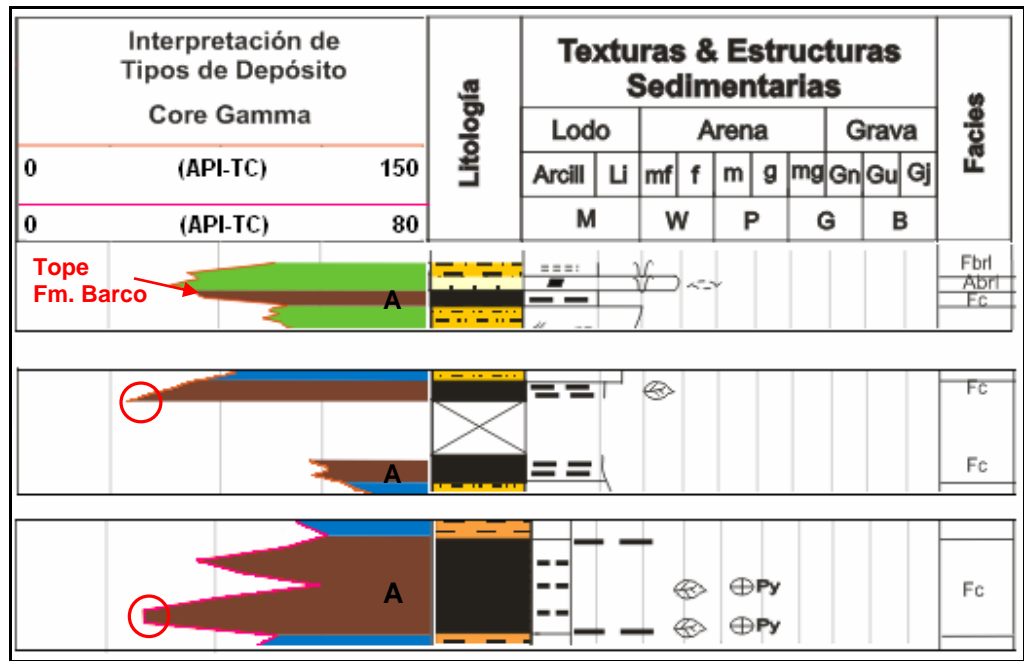 Interpretación de
Tipos de Depósito
Core Gamma
0 (API-TC) 150
0 (API-TC) 80
Litología
Texturas & Estructuras
Sedimentarias
Lodo Arena Grava
Arcill Li mf f m g mg Gn Gu Gj
M W P G B
Facies
Tope
Fm. Barco
A
Fbrl
Abrl
Fc
Fc
A
Fc
A
Py
Py
Fc